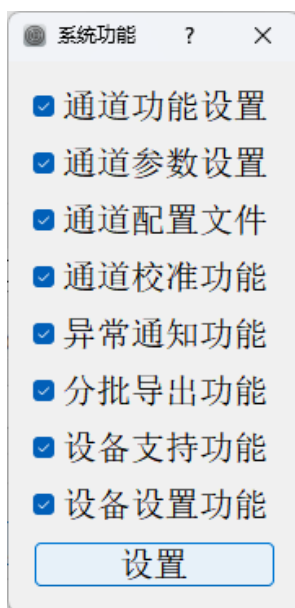 系统功能 ?
通道功能设置
通道参数设置
通道配置文件
通道校准功能
异常通知功能
分批导出功能
设备支持功能
设备设置功能
设置